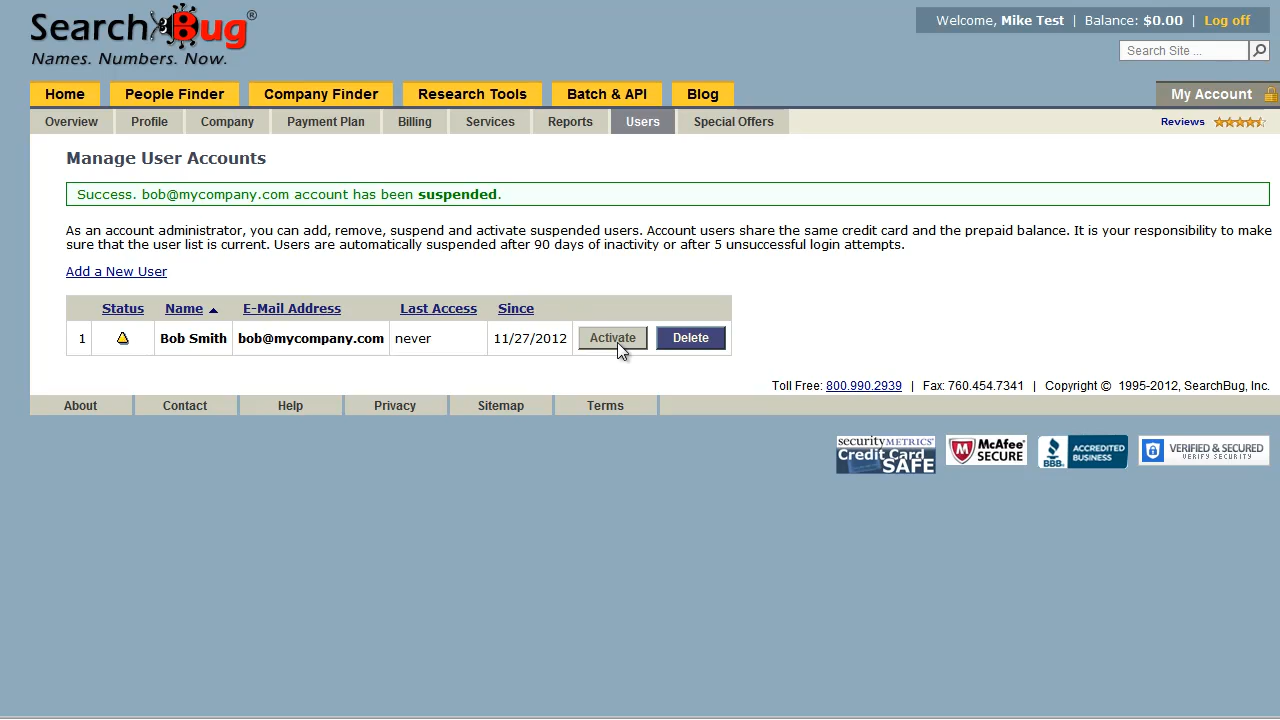 SearchBug®
Names. Numbers. Now.
Welcome, Mike Test | Balance: $0.00 | Log off
Search Site ...
Home People Finder Company Finder Research Tools Batch & API Blog My Account
Overview Profile Company Payment Plan Billing Services Reports Users Special Offers Reviews
Manage User Accounts
Success. bob@mycompany.com account has been suspended.
As an account administrator, you can add, remove, suspend and activate suspended users. Account users share the same credit card and the prepaid balance. It is your responsibility to make
sure that the user list is current. Users are automatically suspended after 90 days of inactivity or after 5 unsuccessful login attempts.
Add a New User
Status Name E-Mail Address Last Access Since
1 Bob Smith bob@mycompany.com never 11/27/2012 Activate Delete
Toll Free: 800.990.2939 | Fax: 760.454.7341 | Copyright © 1995-2012, SearchBug, Inc.
About Contact Help Privacy Sitemap Terms
securityMETRICS
Credit Card
SAFE
McAfee
SECURE
BBB.
ACCREDITED
BUSINESS
VERIFIED & SECURED
VERIFY SECURITY